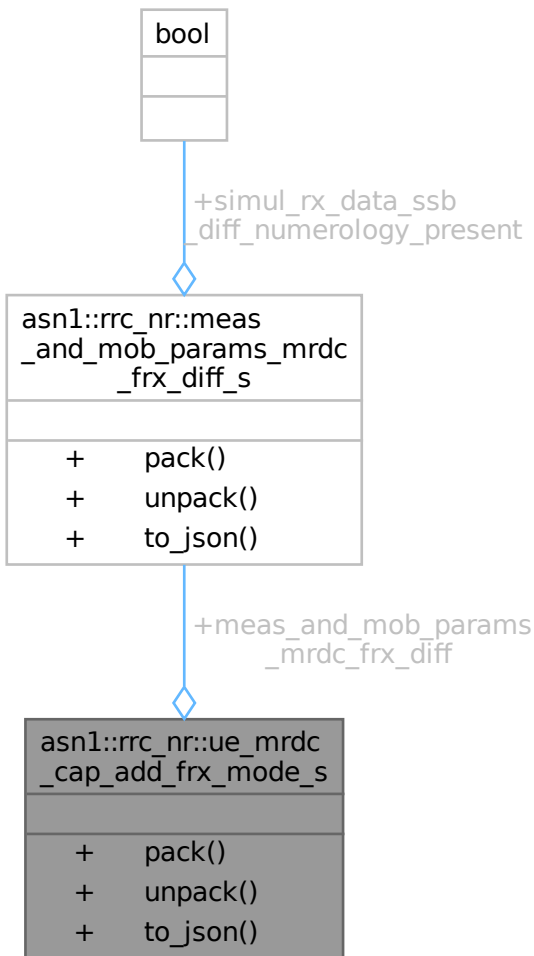 bool
+simul_rx_data_ssb
_diff_numerology_present
asn1::rrc_nr::meas
_and_mob_params_mrdc
_frx_diff_s
+ pack()
+ unpack()
+ to_json()
+meas_and_mob_params
_mrdc_frx_diff
asn1::rrc_nr::ue_mrdc
_cap_add_frx_mode_s
+ pack()
+ unpack()
+ to_json()